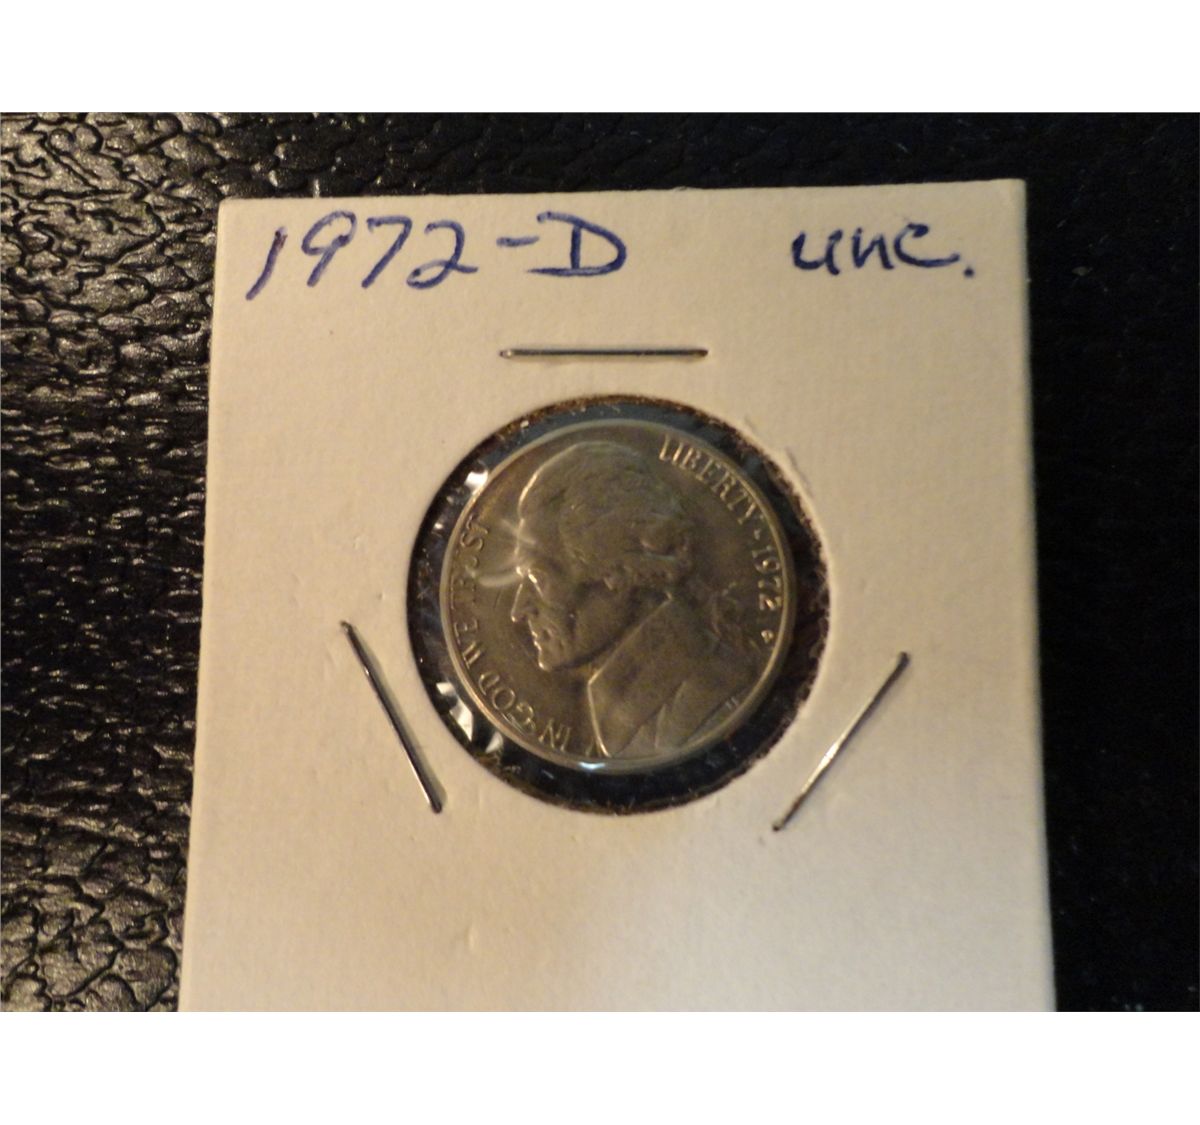 1972-D unc.
IN GOD WE TRUST
LIBERTY * 1972